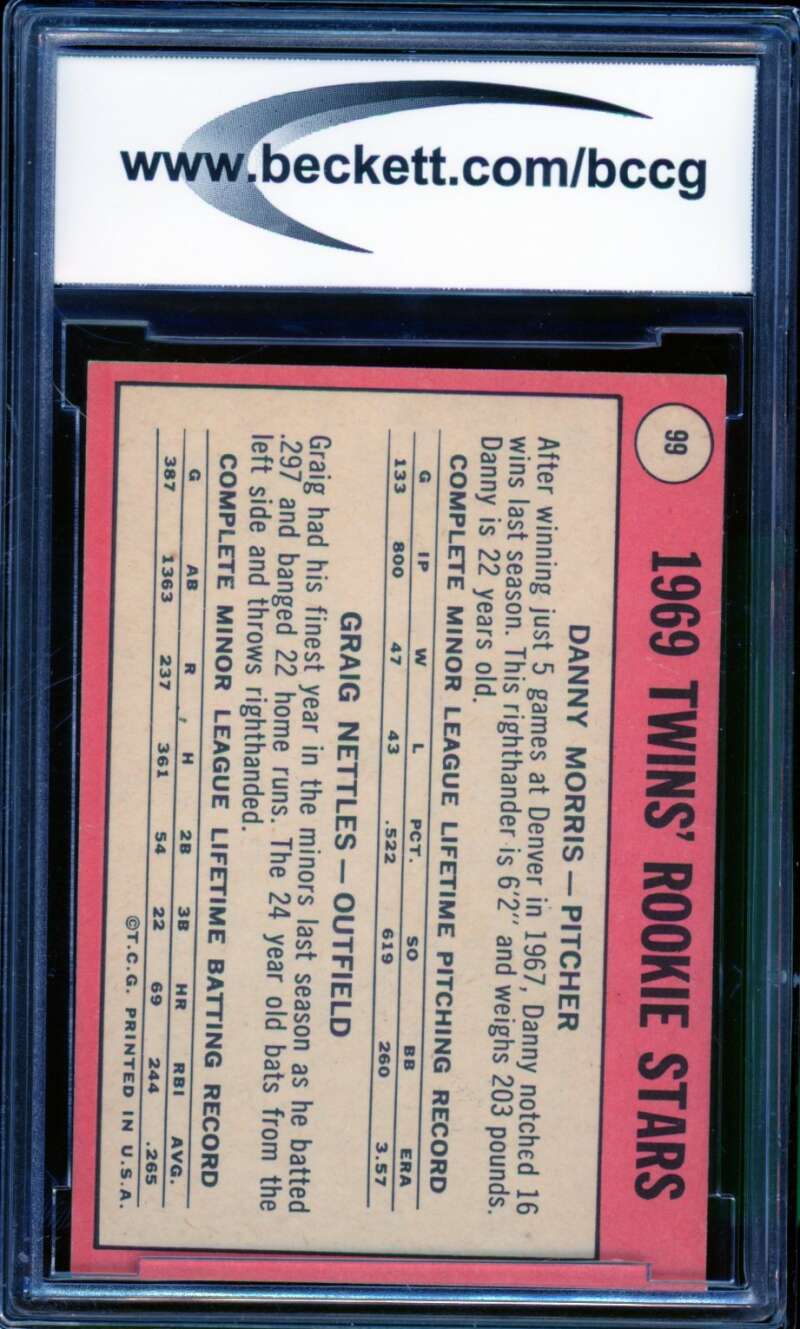 www.beckett.com/bccg
99
1969 TWINS' ROOKIE STARS
DANNY MORRIS — PITCHER
After winning just 5 games at Denver in 1967, Danny notched 16
wins last season. This righthander is 6'2" and weighs 203 pounds.
Danny is 22 years old.
COMPLETE MINOR LEAGUE LIFETIME PITCHING RECORD
G IP W L PCT. SO BB ERA
133 800 47 43 .522 619 260 3.57
GRAIG NETTLES — OUTFIELD
Graig had his finest year in the minors last season as he batted
.297 and banged 22 home runs. The 24 year old bats from the
left side and throws righthanded.
COMPLETE MINOR LEAGUE LIFETIME BATTING RECORD
G AB R H 2B 3B HR RBI AVG.
387 1363 237 361 54 22 69 244 .265
©T.C.G. PRINTED IN U.S.A.